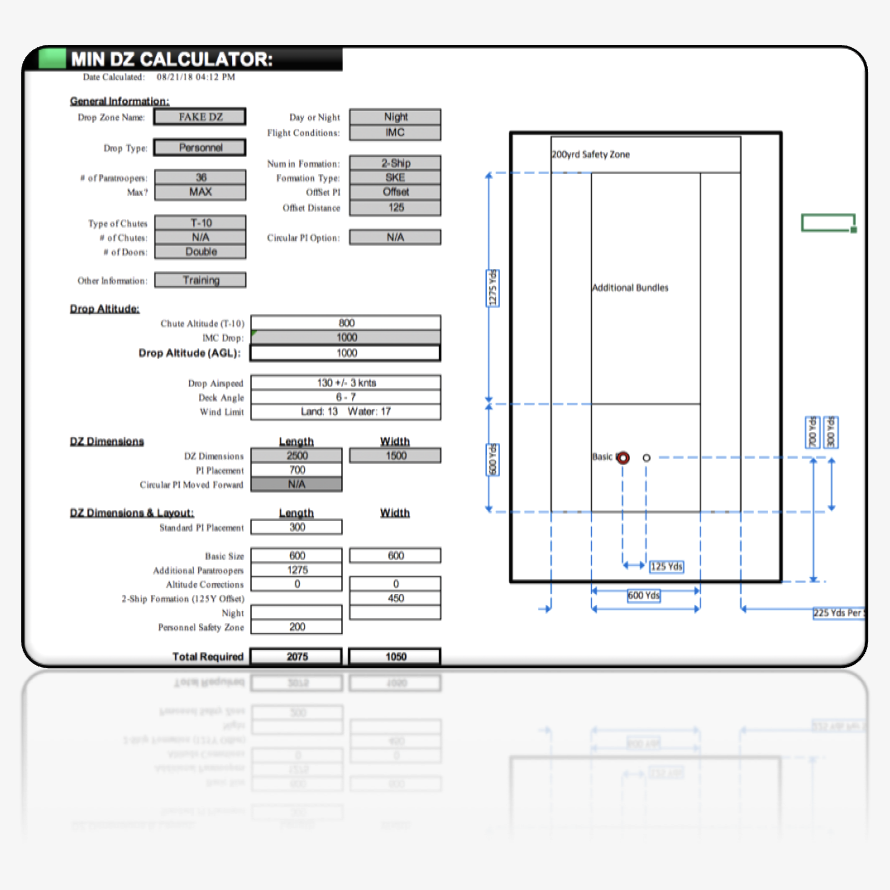 MIN DZ CALCULATOR:
Date Calculated: 08/21/18 04:12 PM
General Information:
Drop Zone Name: FAKE DZ
Day or Night Night
Flight Conditions: IMC
Drop Type: Personnel
Num in Formation: 2-Ship
# of Paratroopers: 36
Formation Type: SKE
Max? MAX
OffSet PI Offset
Offset Distance 125
Type of Chutes T-10
# of Chutes: N/A
Circular PI Option: N/A
# of Doors: Double
Other Information: Training
Drop Altitude:
Chute Altitude (T-10) 800
IMC Drop: 1000
Drop Altitude (AGL): 1000
Drop Airspeed 130 +/- 3 knts
Deck Angle 6 - 7
Wind Limit Land: 13 Water: 17
DZ Dimensions Length Width
DZ Dimensions 2500 1500
PI Placement 700
Circular PI Moved Forward N/A
DZ Dimensions & Layout: Length Width
Standard PI Placement 300
Basic Size 600 600
Additional Paratroopers 1275
Altitude Corrections 0 0
2-Ship Formation (125Y Offset) 450
Night
Personnel Safety Zone 200
Total Required 2075 1050
200yrd Safety Zone
1275 Yds
Additional Bundles
700 Yds
300 Yds
600 Yds
Basic
125 Yds
600 Yds
225 Yds Per